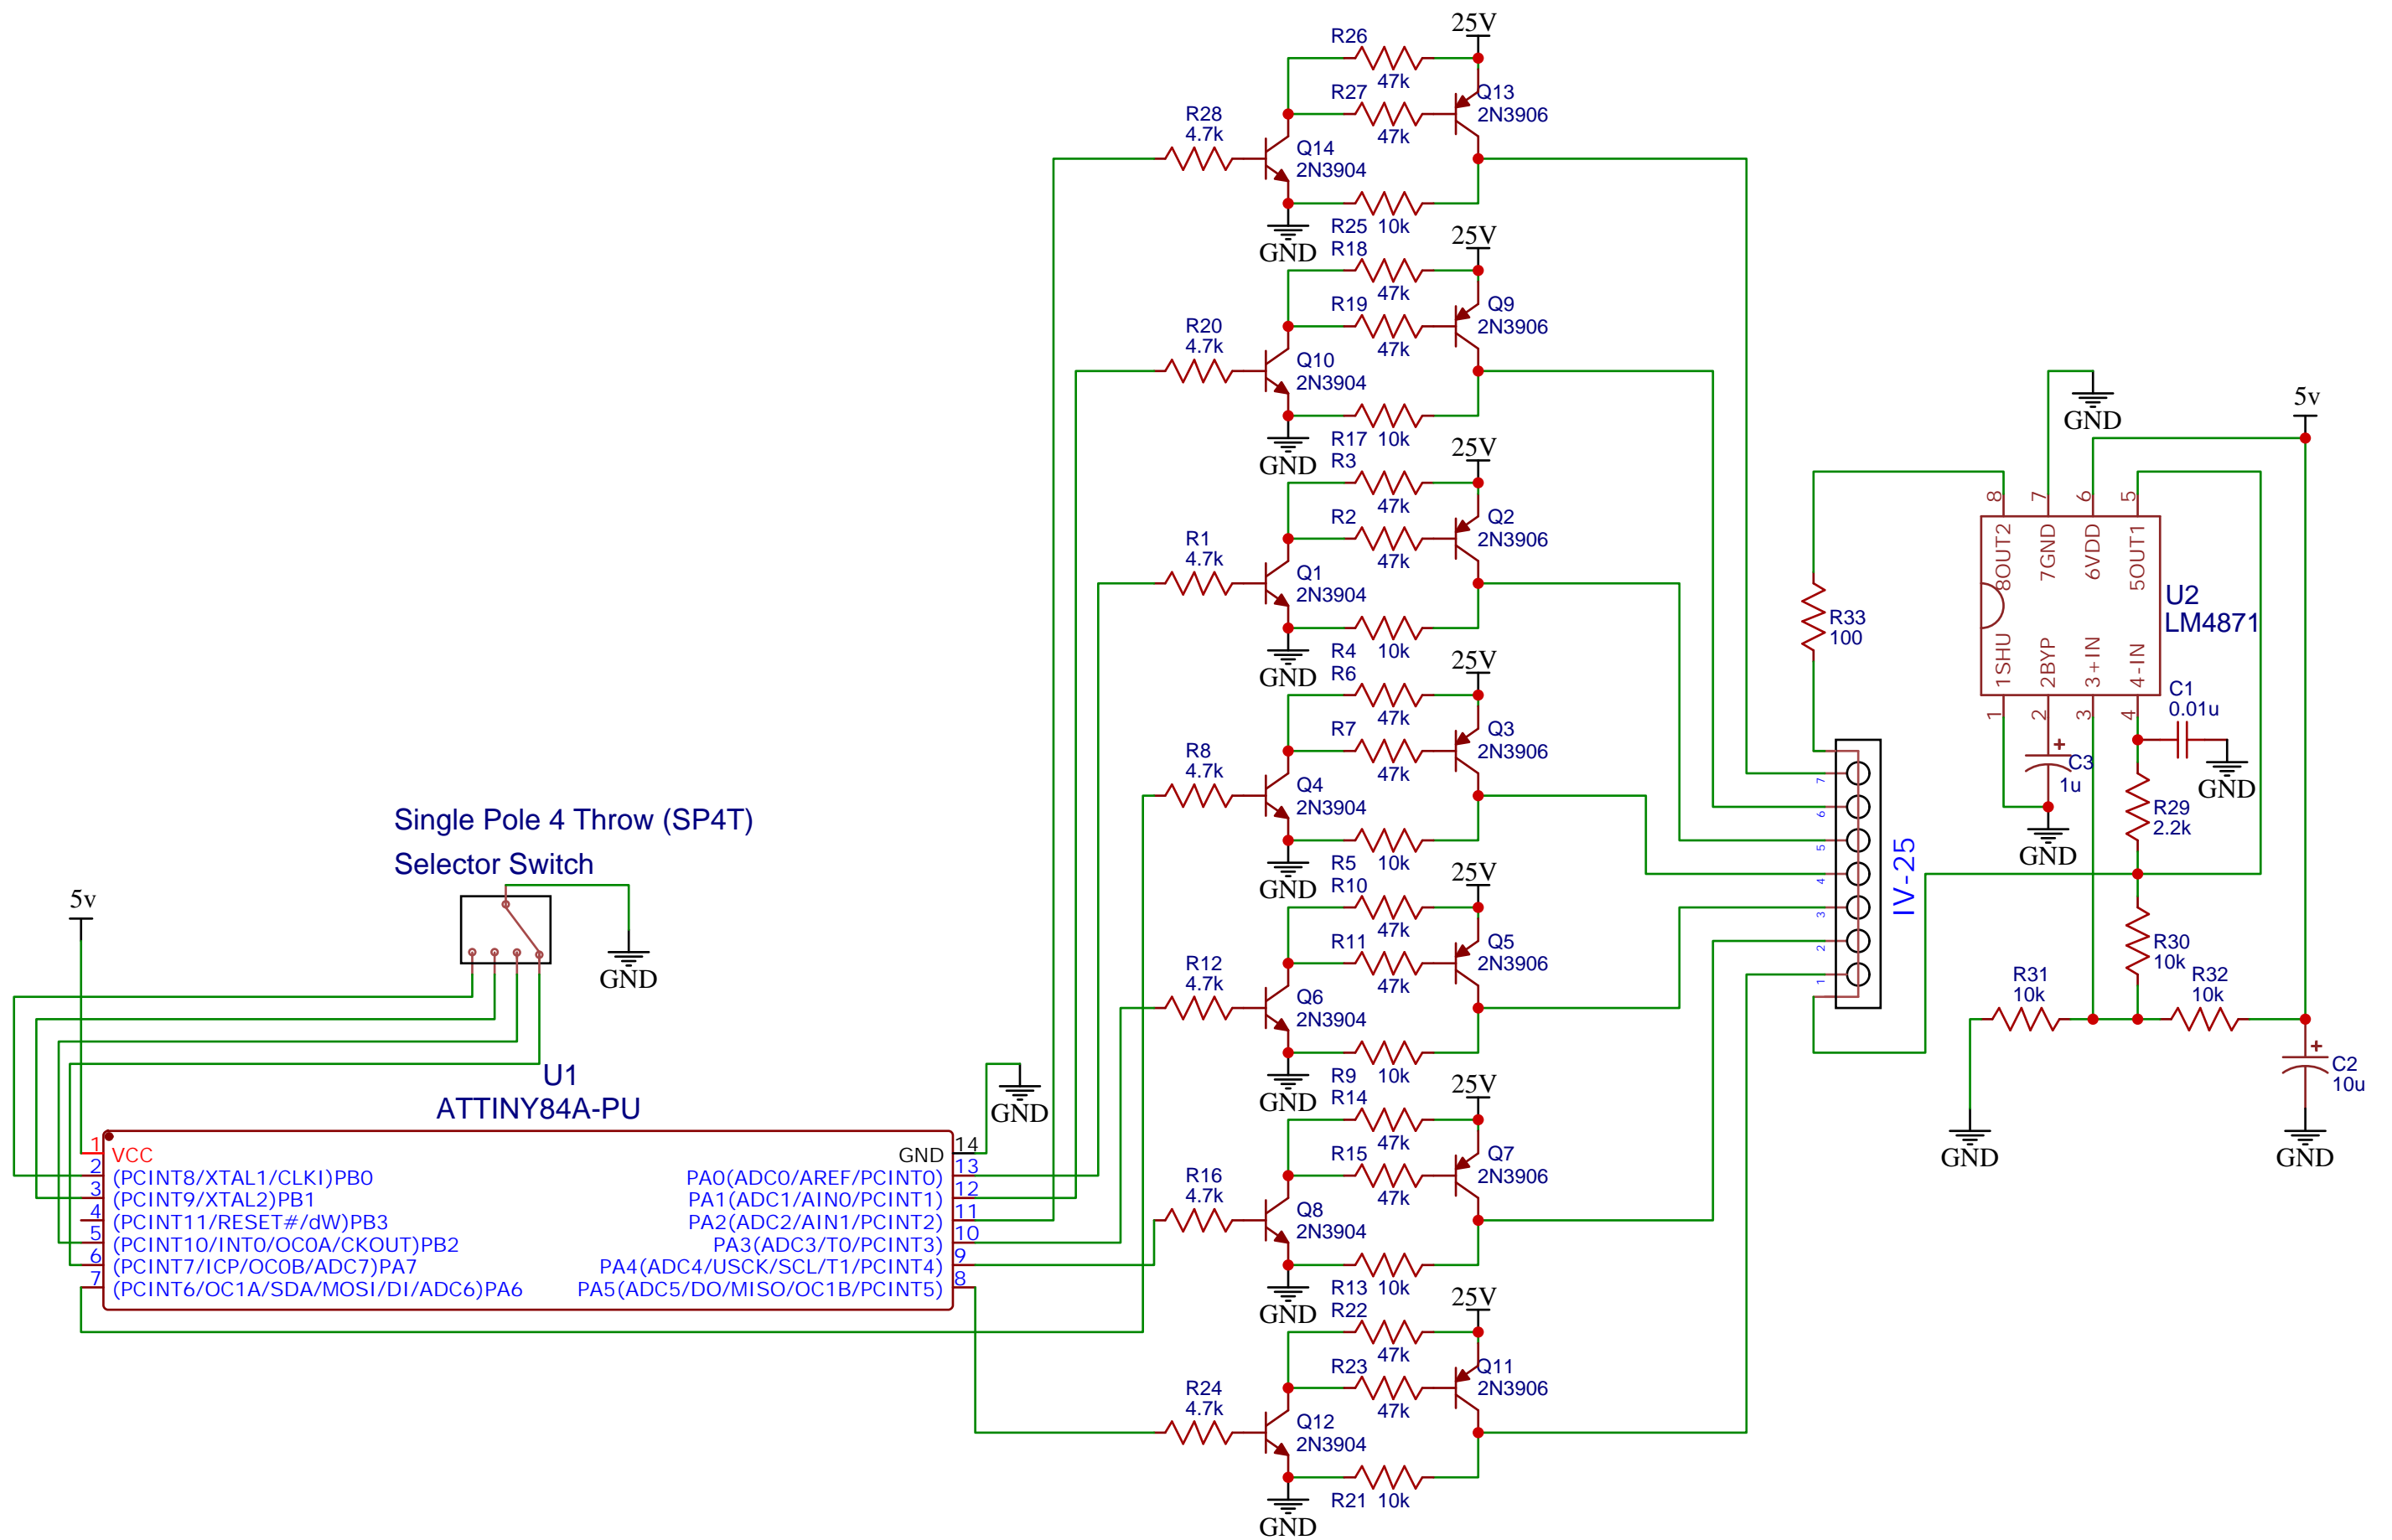 25V
R26
47k
R27
47k
Q13
2N3906
R28
4.7k
Q14
2N3904
R25 10k
GND
25V
R18
47k
R19
47k
Q9
2N3906
R20
4.7k
Q10
2N3904
R17 10k
GND
25V
R3
47k
R2
47k
Q2
2N3906
R1
4.7k
Q1
2N3904
R4 10k
GND
25V
R6
47k
R7
47k
Q3
2N3906
R8
4.7k
Q4
2N3904
R5 10k
GND
25V
R10
47k
R11
47k
Q5
2N3906
R12
4.7k
Q6
2N3904
R9 10k
GND
25V
R14
47k
R15
47k
Q7
2N3906
R16
4.7k
Q8
2N3904
R13 10k
GND
25V
R22
47k
R23
47k
Q11
2N3906
R24
4.7k
Q12
2N3904
R21 10k
GND
Single Pole 4 Throw (SP4T)
Selector Switch
5v
GND
U1
ATTINY84A-PU
GND
1 VCC
2 (PCINT8/XTAL1/CLKI)PB0
3 (PCINT9/XTAL2)PB1
4 (PCINT11/RESET#/dW)PB3
5 (PCINT10/INT0/OC0A/CKOUT)PB2
6 (PCINT7/ICP/OC0B/ADC7)PA7
7 (PCINT6/OC1A/SDA/MOSI/DI/ADC6)PA6
GND 14
PA0(ADC0/AREF/PCINT0) 13
PA1(ADC1/AIN0/PCINT1) 12
PA2(ADC2/AIN1/PCINT2) 11
PA3(ADC3/T0/PCINT3) 10
PA4(ADC4/USCK/SCL/T1/PCINT4) 9
PA5(ADC5/DO/MISO/OC1B/PCINT5) 8
7
6
5
4
3
2
1
IV-25
R33
100
GND
5v
8
7
6
5
8OUT2
7GND
6VDD
5OUT1
U2
LM4871
1SHU
2BYP
3+IN
4-IN
1
2
3
4
C1
0.01u
GND
+
C3
1u
GND
R29
2.2k
R30
10k
R31
10k
R32
10k
GND
+
C2
10u
GND